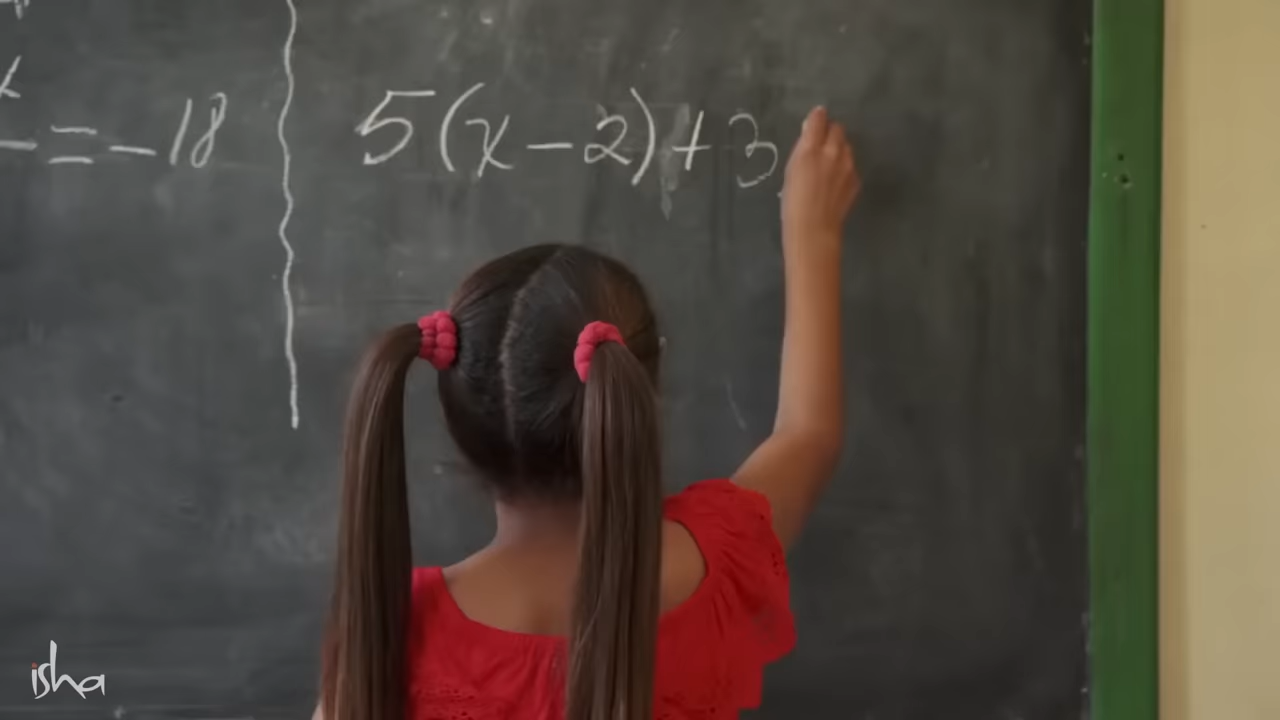 = -18
5(x-2)+3
isha